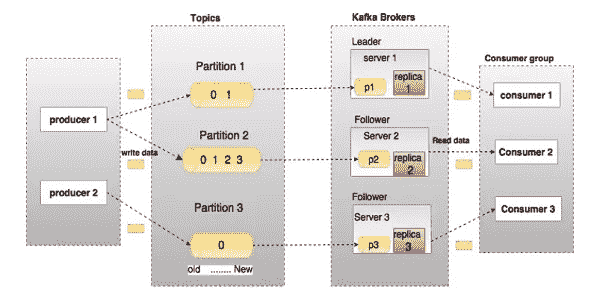 Topics
Kafka Brokers
Consumer group
producer 1
producer 2
write data
Partition 1
0 1
Partition 2
0 1 2 3
Partition 3
0
old ........ New
Leader
server 1
p1
replica
1
Follower
Server 2
p2
replica
2
Follower
Server 3
p3
replica
3
Read data
consumer 1
Consumer 2
Consumer 3